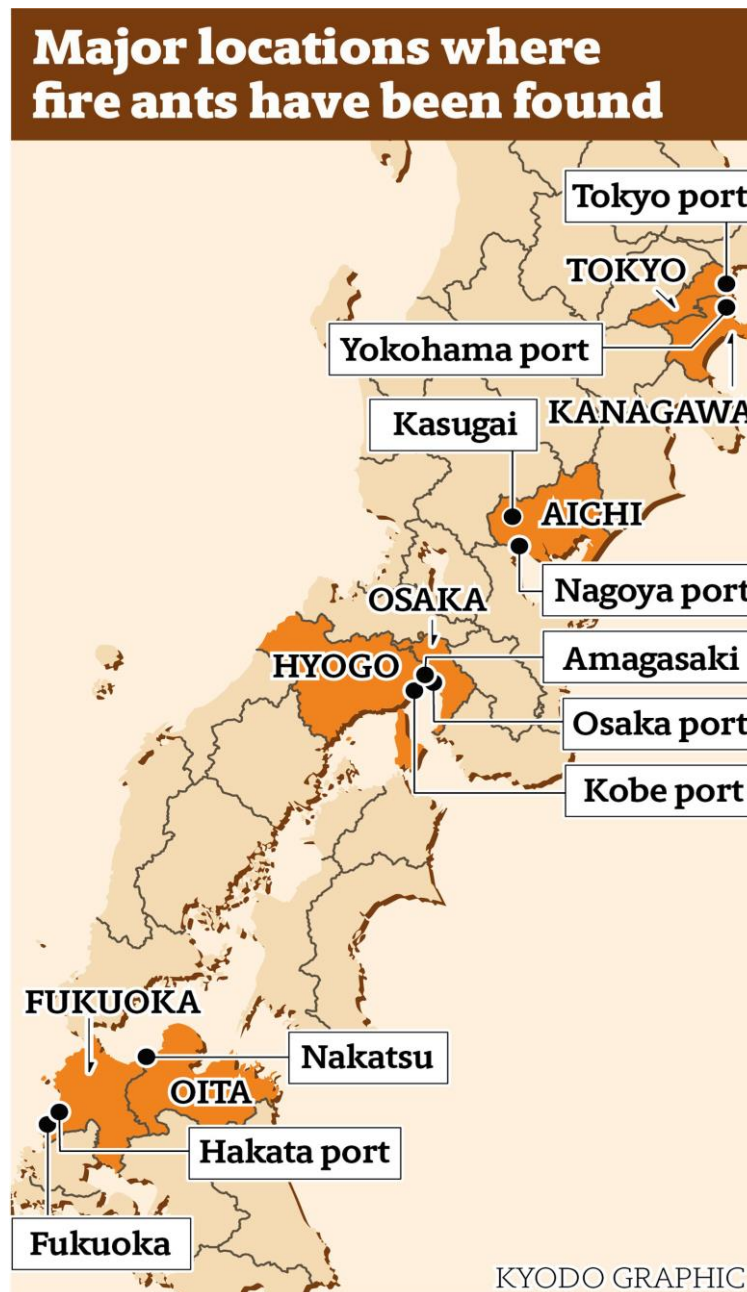 Major locations where
fire ants have been found
Tokyo port
TOKYO
Yokohama port
KANAGAWA
Kasugai
AICHI
Nagoya port
OSAKA
HYOGO
Amagasaki
Osaka port
Kobe port
FUKUOKA
Nakatsu
OITA
Hakata port
Fukuoka
KYODO GRAPHIC